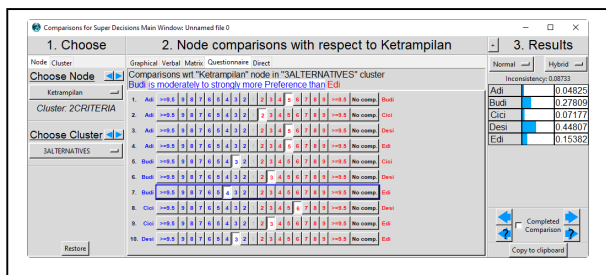 Comparisons for Super Decisions Main Window: Unnamed file 0
1. Choose
2. Node comparisons with respect to Ketrampilan
- 3. Results
Node Cluster
Graphical Verbal Matrix Questionnaire Direct
Normal Hybrid
Choose Node
Comparisons wrt "Ketrampilan" node in "3ALTERNATIVES" cluster
Budi is moderately to strongly more Preference than Edi
Inconsistency: 0.08733
Ketrampilan
Cluster: 2CRITERIA
Choose Cluster
3ALTERNATIVES
1. Adi >=9.5 9 8 7 6 5 4 3 2 2 3 4 5 6 7 8 9 >=9.5 No comp. Budi
2. Adi >=9.5 9 8 7 6 5 4 3 2 2 3 4 5 6 7 8 9 >=9.5 No comp. Cici
3. Adi >=9.5 9 8 7 6 5 4 3 2 2 3 4 5 6 7 8 9 >=9.5 No comp. Desi
4. Adi >=9.5 9 8 7 6 5 4 3 2 2 3 4 5 6 7 8 9 >=9.5 No comp. Edi
5. Budi >=9.5 9 8 7 6 5 4 3 2 2 3 4 5 6 7 8 9 >=9.5 No comp. Cici
6. Budi >=9.5 9 8 7 6 5 4 3 2 2 3 4 5 6 7 8 9 >=9.5 No comp. Desi
7. Budi >=9.5 9 8 7 6 5 4 3 2 2 3 4 5 6 7 8 9 >=9.5 No comp. Edi
8. Cici >=9.5 9 8 7 6 5 4 3 2 2 3 4 5 6 7 8 9 >=9.5 No comp. Desi
9. Cici >=9.5 9 8 7 6 5 4 3 2 2 3 4 5 6 7 8 9 >=9.5 No comp. Edi
10. Desi >=9.5 9 8 7 6 5 4 3 2 2 3 4 5 6 7 8 9 >=9.5 No comp. Edi
Adi 0.04825
Budi 0.27809
Cici 0.07177
Desi 0.44807
Edi 0.15382
Completed
Comparison
Restore
Copy to clipboard